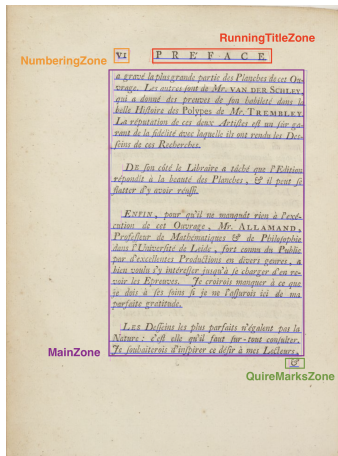 RunningTitleZone
NumberingZone
VI
PREFACE.
a gravé la plus grande partie des Planches de cet Ou-
vrage. Les autres sont de Mr. VAN DER SCHLEY,
qui a donné des preuves de son habileté dans la
belle Histoire des Polypes de Mr. TREMBLEY.
La réputation de ces deux Artistes est un sûr ga-
rant de la fidélité avec laquelle ils ont rendu les Des-
seins de ces Recherches.
DE son côté le Libraire a tâché que l'Edition
répondît à la beauté des Planches, & il peut se
flatter d'y avoir réussi.
ENFIN, pour qu'il ne manquât rien à l'exé-
cution de cet Ouvrage, Mr. ALLAMAND,
Professeur de Mathématiques & de Philosophie
dans l'Université de Leide, fort connu du Public
par d'excellentes Productions en divers genres, a
bien voulu s'y intéresser jusqu'à se charger d'en re-
voir les Epreuves. Je croirois manquer à ce que
je dois à ses soins si je ne l'assurois ici de ma
parfaite gratitude.
LES Desseins les plus parfaits n'égalent pas la
Nature: c'est elle qu'il faut sur-tout consulter.
Je souhaiterois d'inspirer ce désir à mes Lecteurs,
MainZone
&
QuireMarksZone